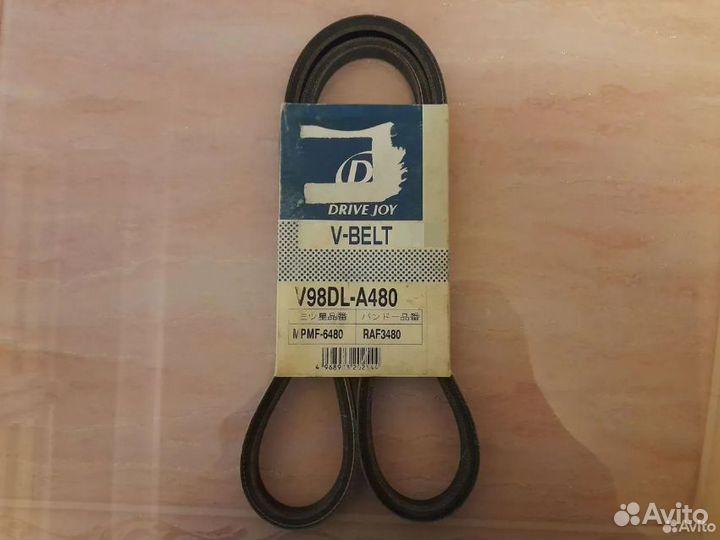 D
DRIVE JOY
V-BELT
V98DL-A480
三ツ星品番 バンドー品番
MPMF-6480 RAF3480
Avito
Avito